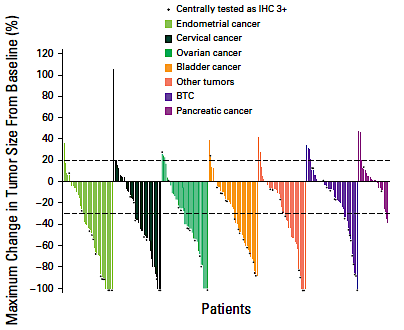 Centrally tested as IHC 3+
Endometrial cancer
Cervical cancer
Ovarian cancer
Bladder cancer
Other tumors
BTC
Pancreatic cancer
Maximum Change in Tumor Size From Baseline (%)
120
100
80
60
40
20
0
−20
−40
−60
−80
−100
Patients